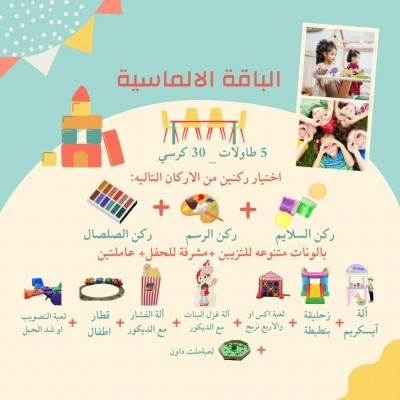 الباقة الالماسية
5 طاولات _ 30 كرسي
اختيار ركنين من الاركان التاليه:
ركن السلايم + ركن الرسم + ركن الصلصال
بالونات متنوعه للتزيين +مشرفة للحفل+ عاملتين
آلة آيسكريم + زحليقة نطيطة + لعبة اكس او والاربع تربح + آلة غزل البنات مع الديكور + آلة الفشار مع الديكور + قطار اطفال + لعبة التصويب او شد الحبل
+ لعبةملت داون